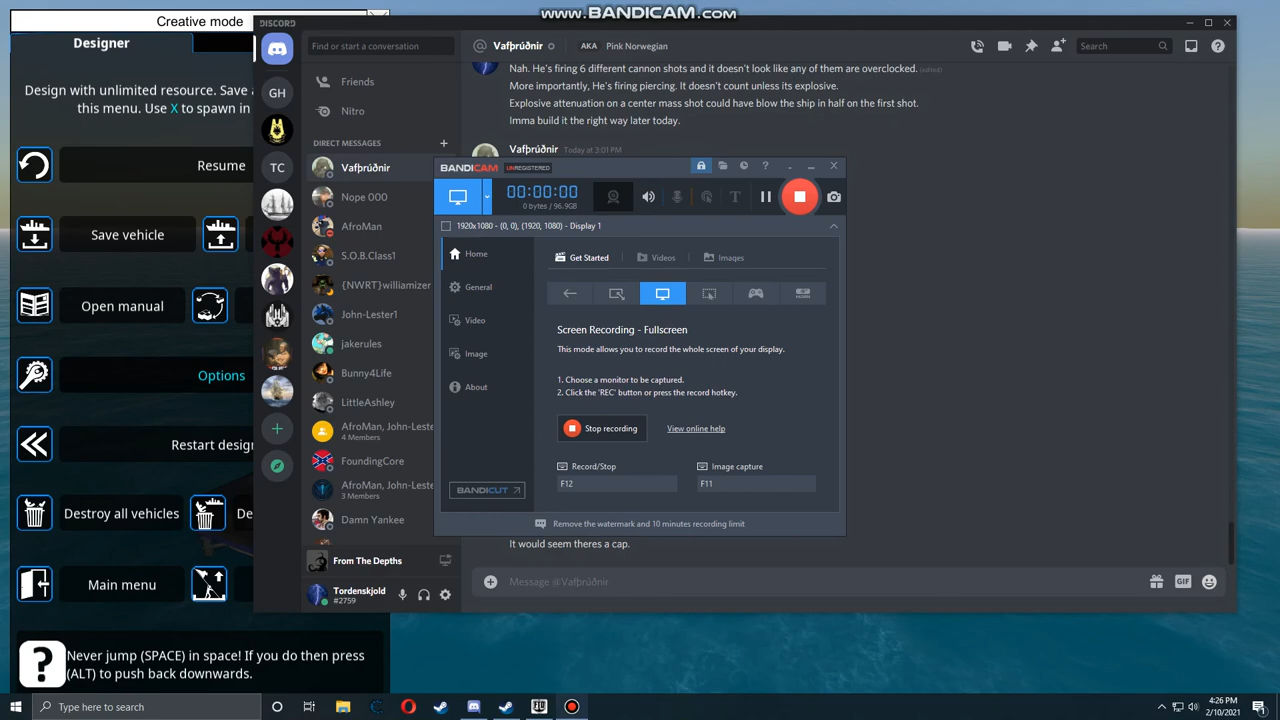 www.BANDICAM.com
Creative mode
Designer
Design with unlimited resource. Save a
this menu. Use X to spawn in
Resume
Save vehicle
Open manual
Options
Restart desig
Destroy all vehicles
De
Main menu
Never jump (SPACE) in space! If you do then press
(ALT) to push back downwards.
DISCORD
GH
TC
Find or start a conversation
Friends
Nitro
DIRECT MESSAGES
Vafþrúðnir
Nope 000
AfroMan
S.O.B.Class1
{NWRT}williamizer
John-Lester1
jakerules
Bunny4Life
LittleAshley
AfroMan, John-Leste
4 Members
FoundingCore
AfroMan, John-Leste
3 Members
Damn Yankee
From The Depths
Tordenskjold
#2759
@ Vafþrúðnir AKA Pink Norwegian
Search
Nah. He's firing 6 different cannon shots and it doesn't look like any of them are overclocked. (edited)
More importantly, He's firing piercing. It doesn't count unless its explosive.
Explosive attenuation on a center mass shot could have blow the ship in half on the first shot.
Imma build it the right way later today.
Vafþrúðnir Today at 3:01 PM
BANDICAM UNREGISTERED
00:00:00
0 bytes / 96.9GB
1920x1080 - (0, 0), (1920, 1080) - Display 1
Home
General
Video
Image
About
BANDICUT
Get Started
Videos
Images
HDMI
Screen Recording - Fullscreen
This mode allows you to record the whole screen of your display.
1. Choose a monitor to be captured.
2. Click the 'REC' button or press the record hotkey.
Stop recording
View online help
Record/Stop
F12
Image capture
F11
Remove the watermark and 10 minutes recording limit
It would seem theres a cap.
Message @Vafþrúðnir
GIF
Type here to search
4:26 PM
2/10/2021